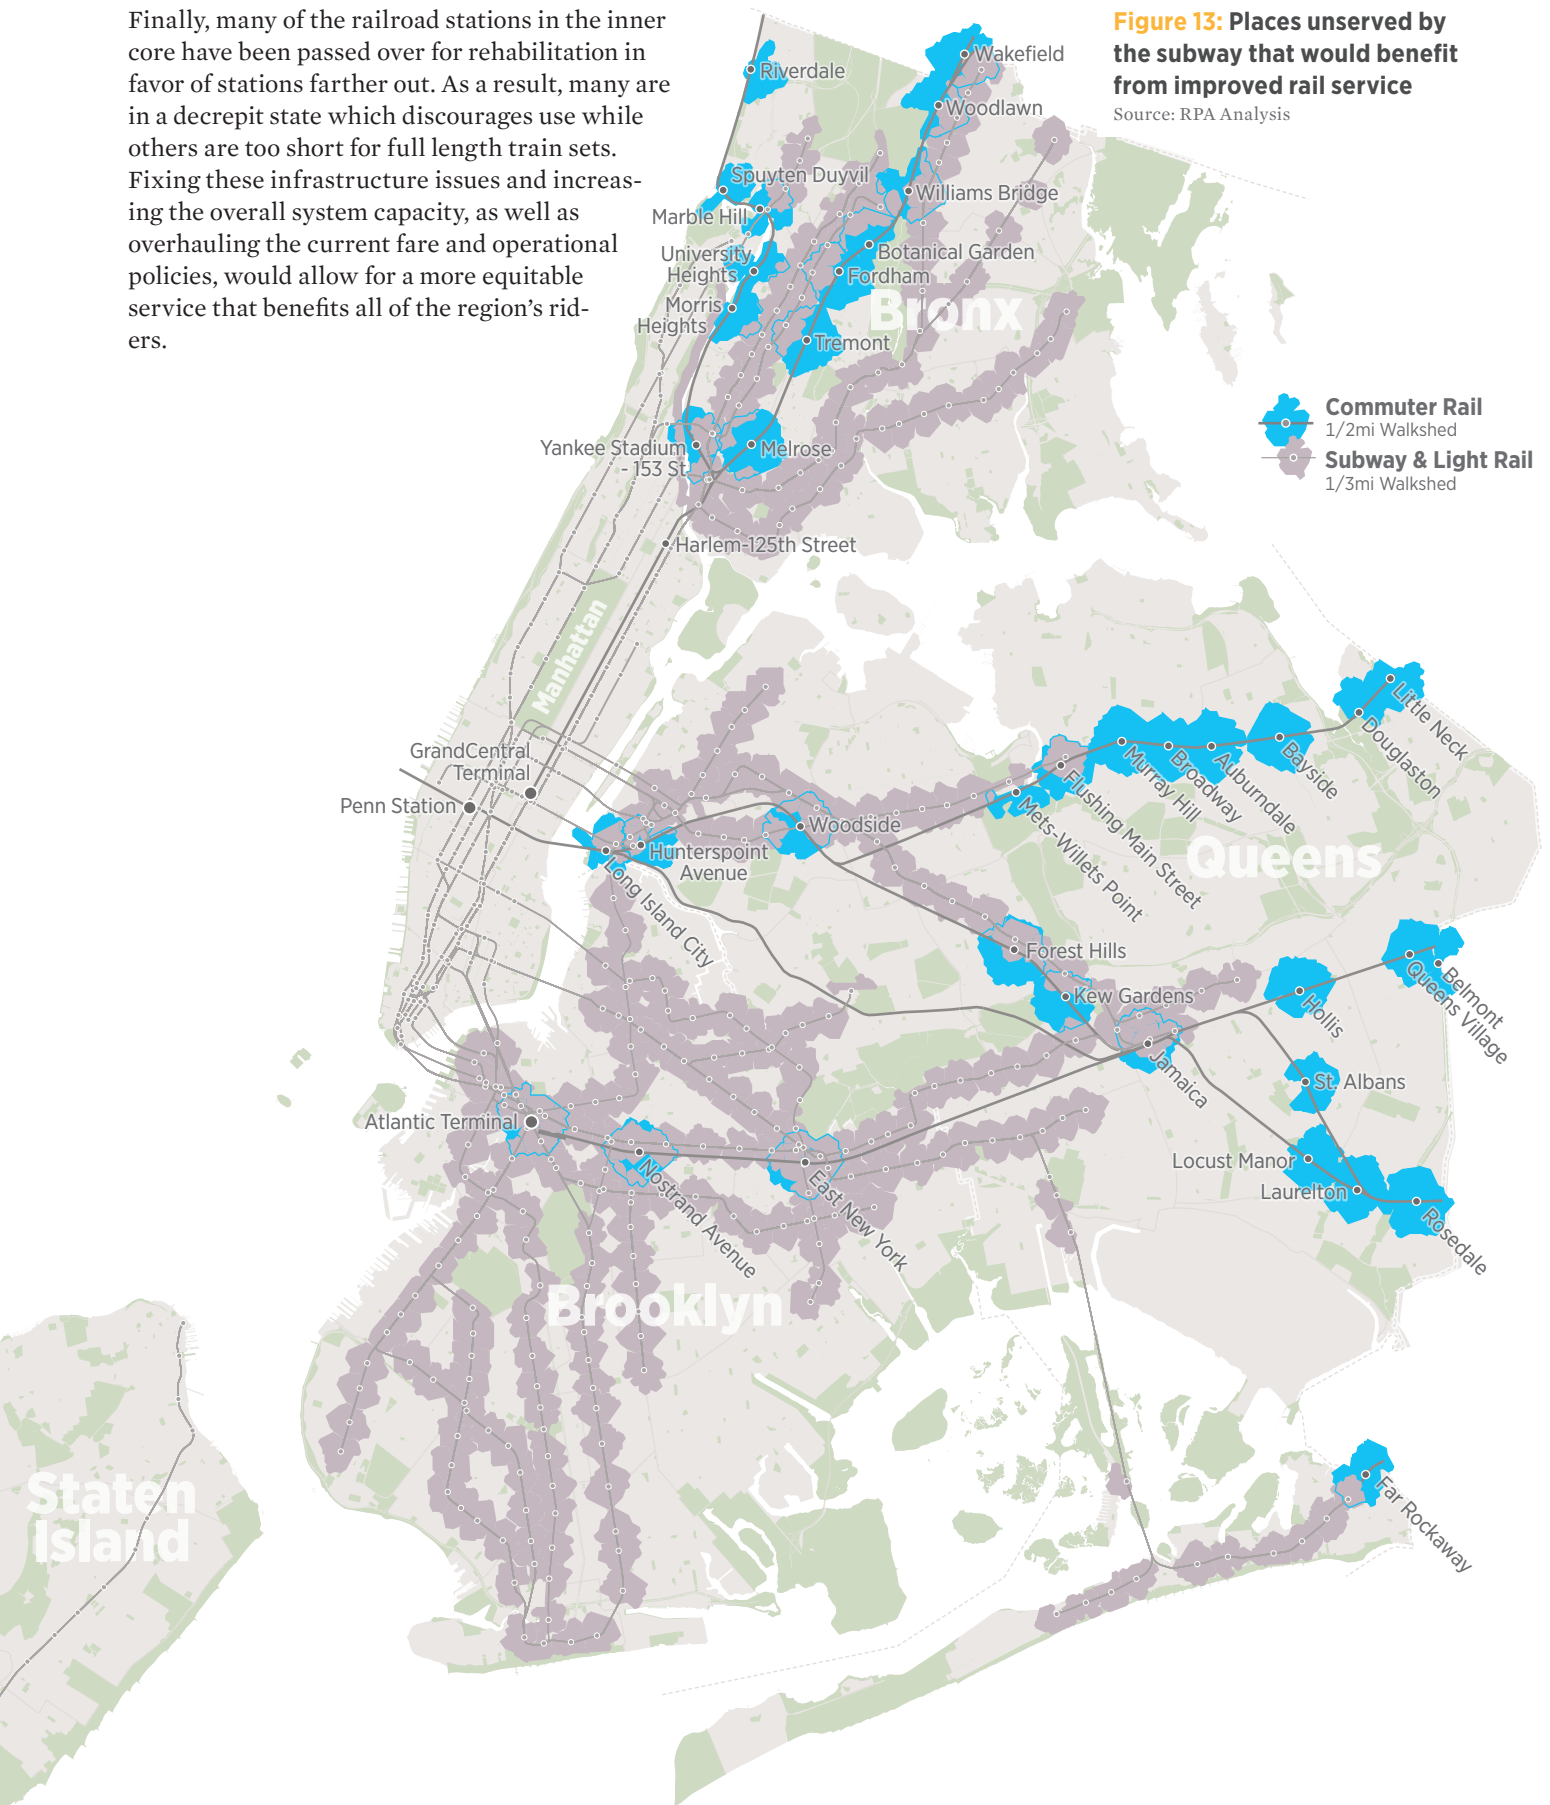 Finally, many of the railroad stations in the inner
core have been passed over for rehabilitation in
favor of stations farther out. As a result, many are
in a decrepit state which discourages use while
others are too short for full length train sets.
Fixing these infrastructure issues and increas-
ing the overall system capacity, as well as
overhauling the current fare and operational
policies, would allow for a more equitable
service that benefits all of the region's rid-
ers.
Figure 13: Places unserved by
the subway that would benefit
from improved rail service
Source: RPA Analysis
Commuter Rail
1/2mi Walkshed
Subway & Light Rail
1/3mi Walkshed
Wakefield
Riverdale
Woodlawn
Spuyten Duyvil
Williams Bridge
Marble Hill
Botanical Garden
University
Heights
Fordham
Morris
Heights
Bronx
Tremont
Yankee Stadium
- 153 St
Melrose
Harlem-125th Street
Manhattan
GrandCentral
Terminal
Penn Station
Little Neck
Douglaston
Bayside
Auburndale
Broadway
Murray Hill
Flushing Main Street
Mets-Willets Point
Woodside
Hunterspoint
Avenue
Long Island City
Queens
Forest Hills
Kew Gardens
Jamaica
Hollis
Belmont
Queens Village
St. Albans
Atlantic Terminal
Nostrand Avenue
East New York
Locust Manor
Laurelton
Rosedale
Brooklyn
Staten
Island
Far Rockaway